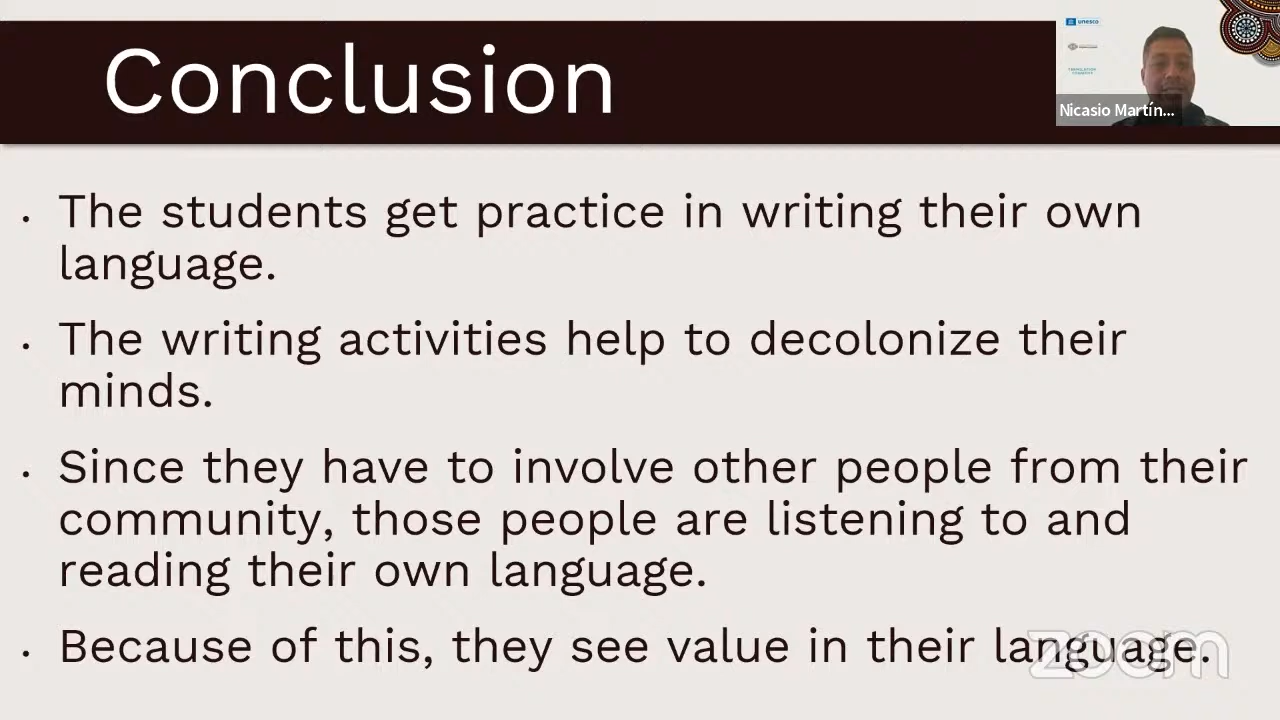 Conclusion
unesco
Nicasio Martín...
• The students get practice in writing their own
language.
• The writing activities help to decolonize their
minds.
• Since they have to involve other people from their
community, those people are listening to and
reading their own language.
• Because of this, they see value in their language.
zoom